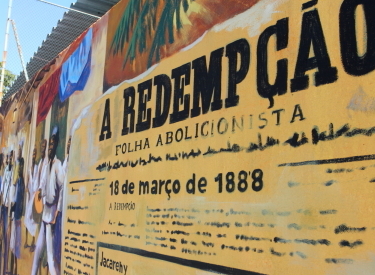 A REDEMPÇÃO
FOLHA ABOLICIONISTA
18 de março de 1888
A REDEMPÇÃO
Jacarehy